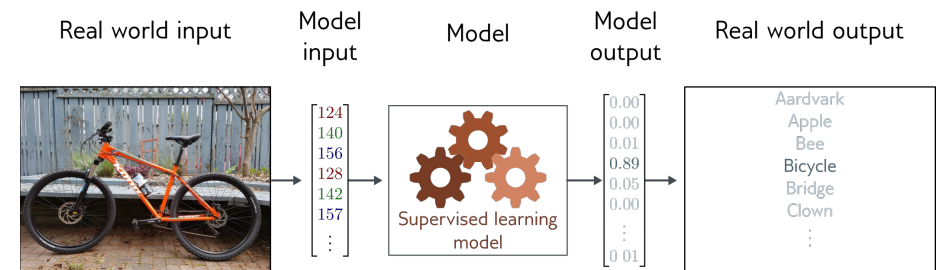 Real world input
Model
input
Model
Model
output
Real world output
124
140
156
128
142
157
⋮
Supervised learning
model
0.00
0.00
0.01
0.89
0.05
0.00
⋮
0 01
Aardvark
Apple
Bee
Bicycle
Bridge
Clown
⋮